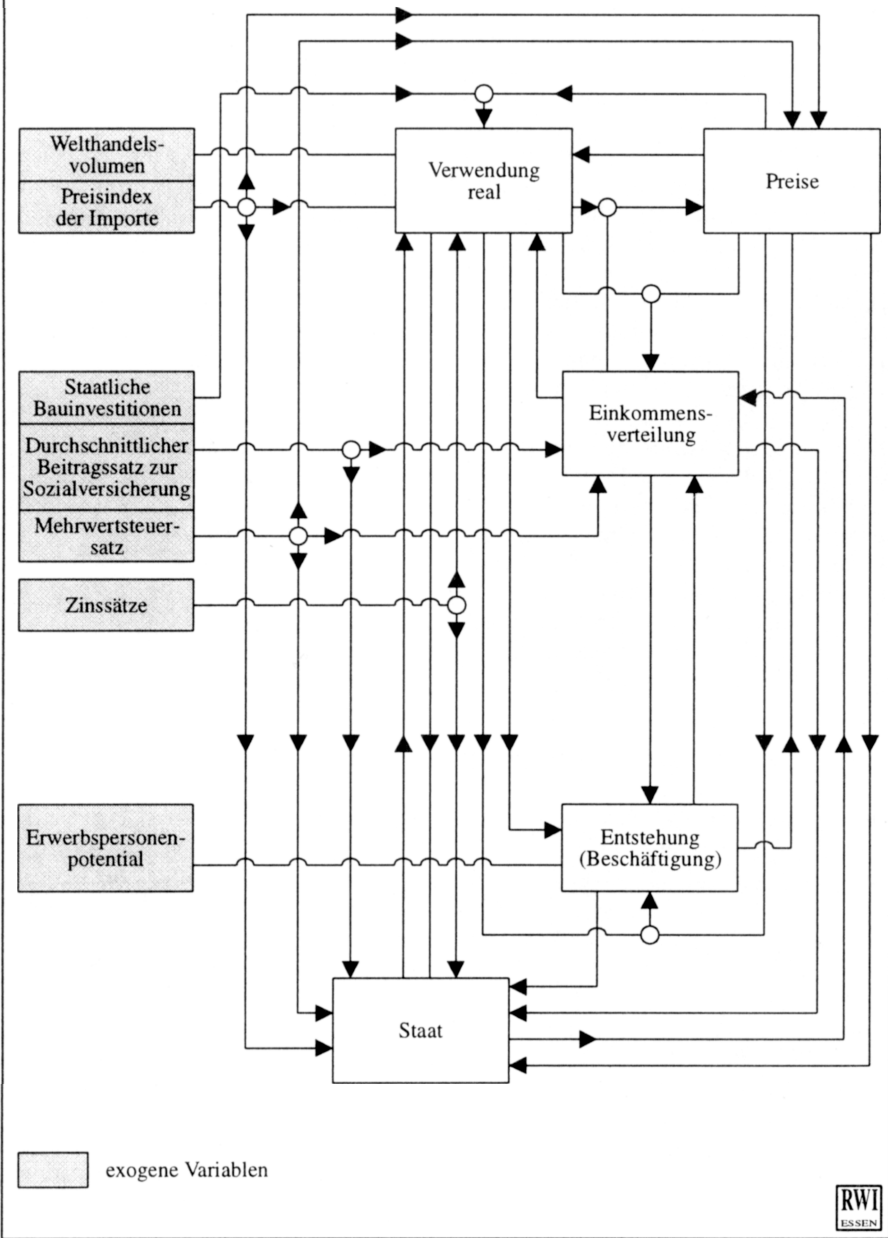 Welthandels-
volumen
Preisindex
der Importe
Verwendung
real
Preise
Staatliche
Bauinvestitionen
Durchschnittlicher
Beitragssatz zur
Sozialversicherung
Mehrwertsteuer-
satz
Einkommens-
verteilung
Zinssätze
Erwerbspersonen-
potential
Entstehung
(Beschäftigung)
Staat
exogene Variablen
RWI
ESSEN